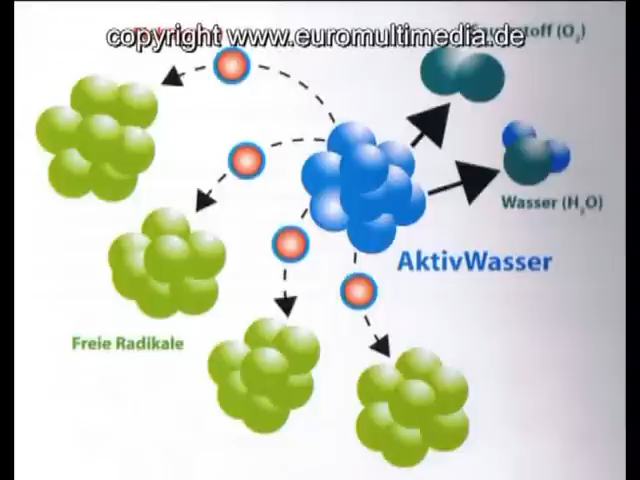 copyright www.euromultimedia.de
Wasser (H₂O)
AktivWasser
Freie Radikale